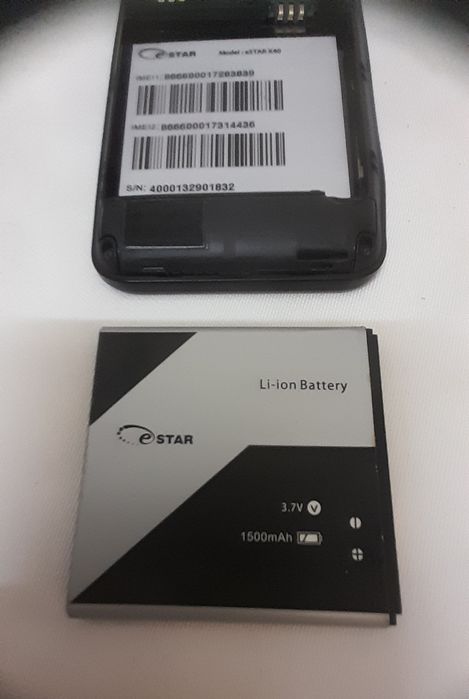 eSTAR Model : eSTAR X40
IMEI1: 866600017283839
IMEI2: 866600017314436
S/N: 4000132901832
Li-ion Battery
eSTAR
3.7V V
1500mAh